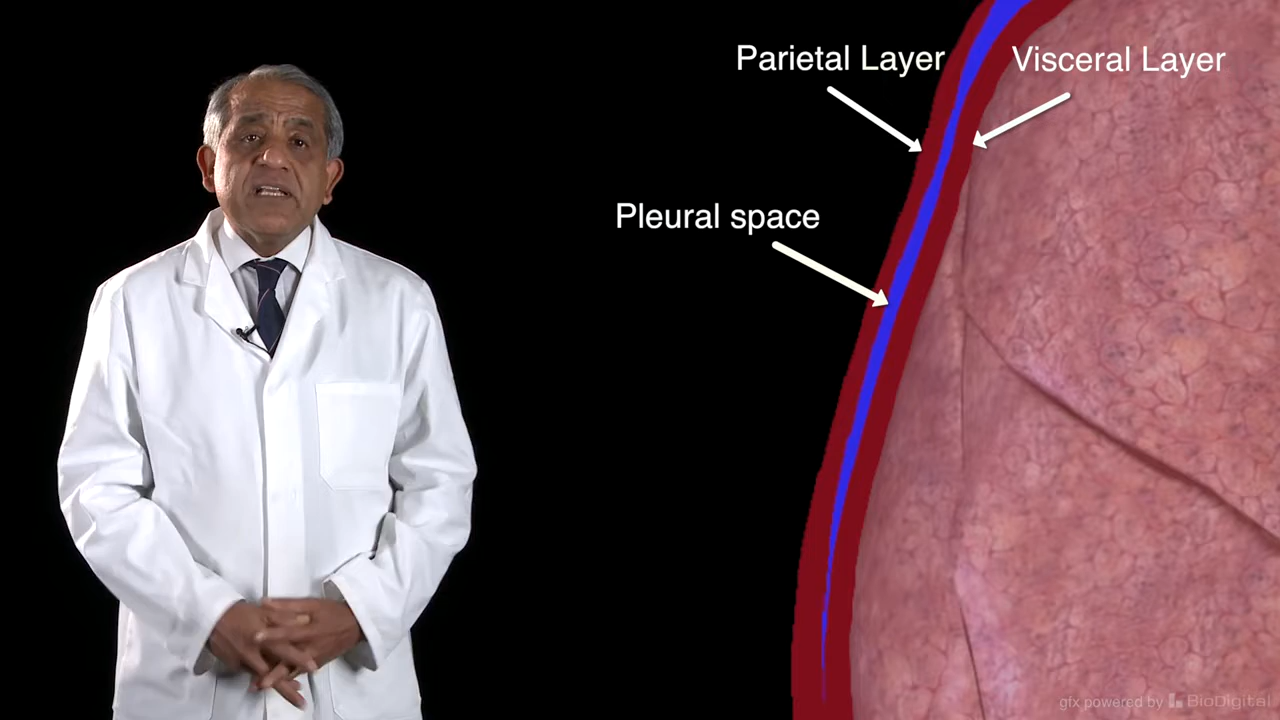 Parietal Layer
Visceral Layer
Pleural space
gfx powered by BioDigital